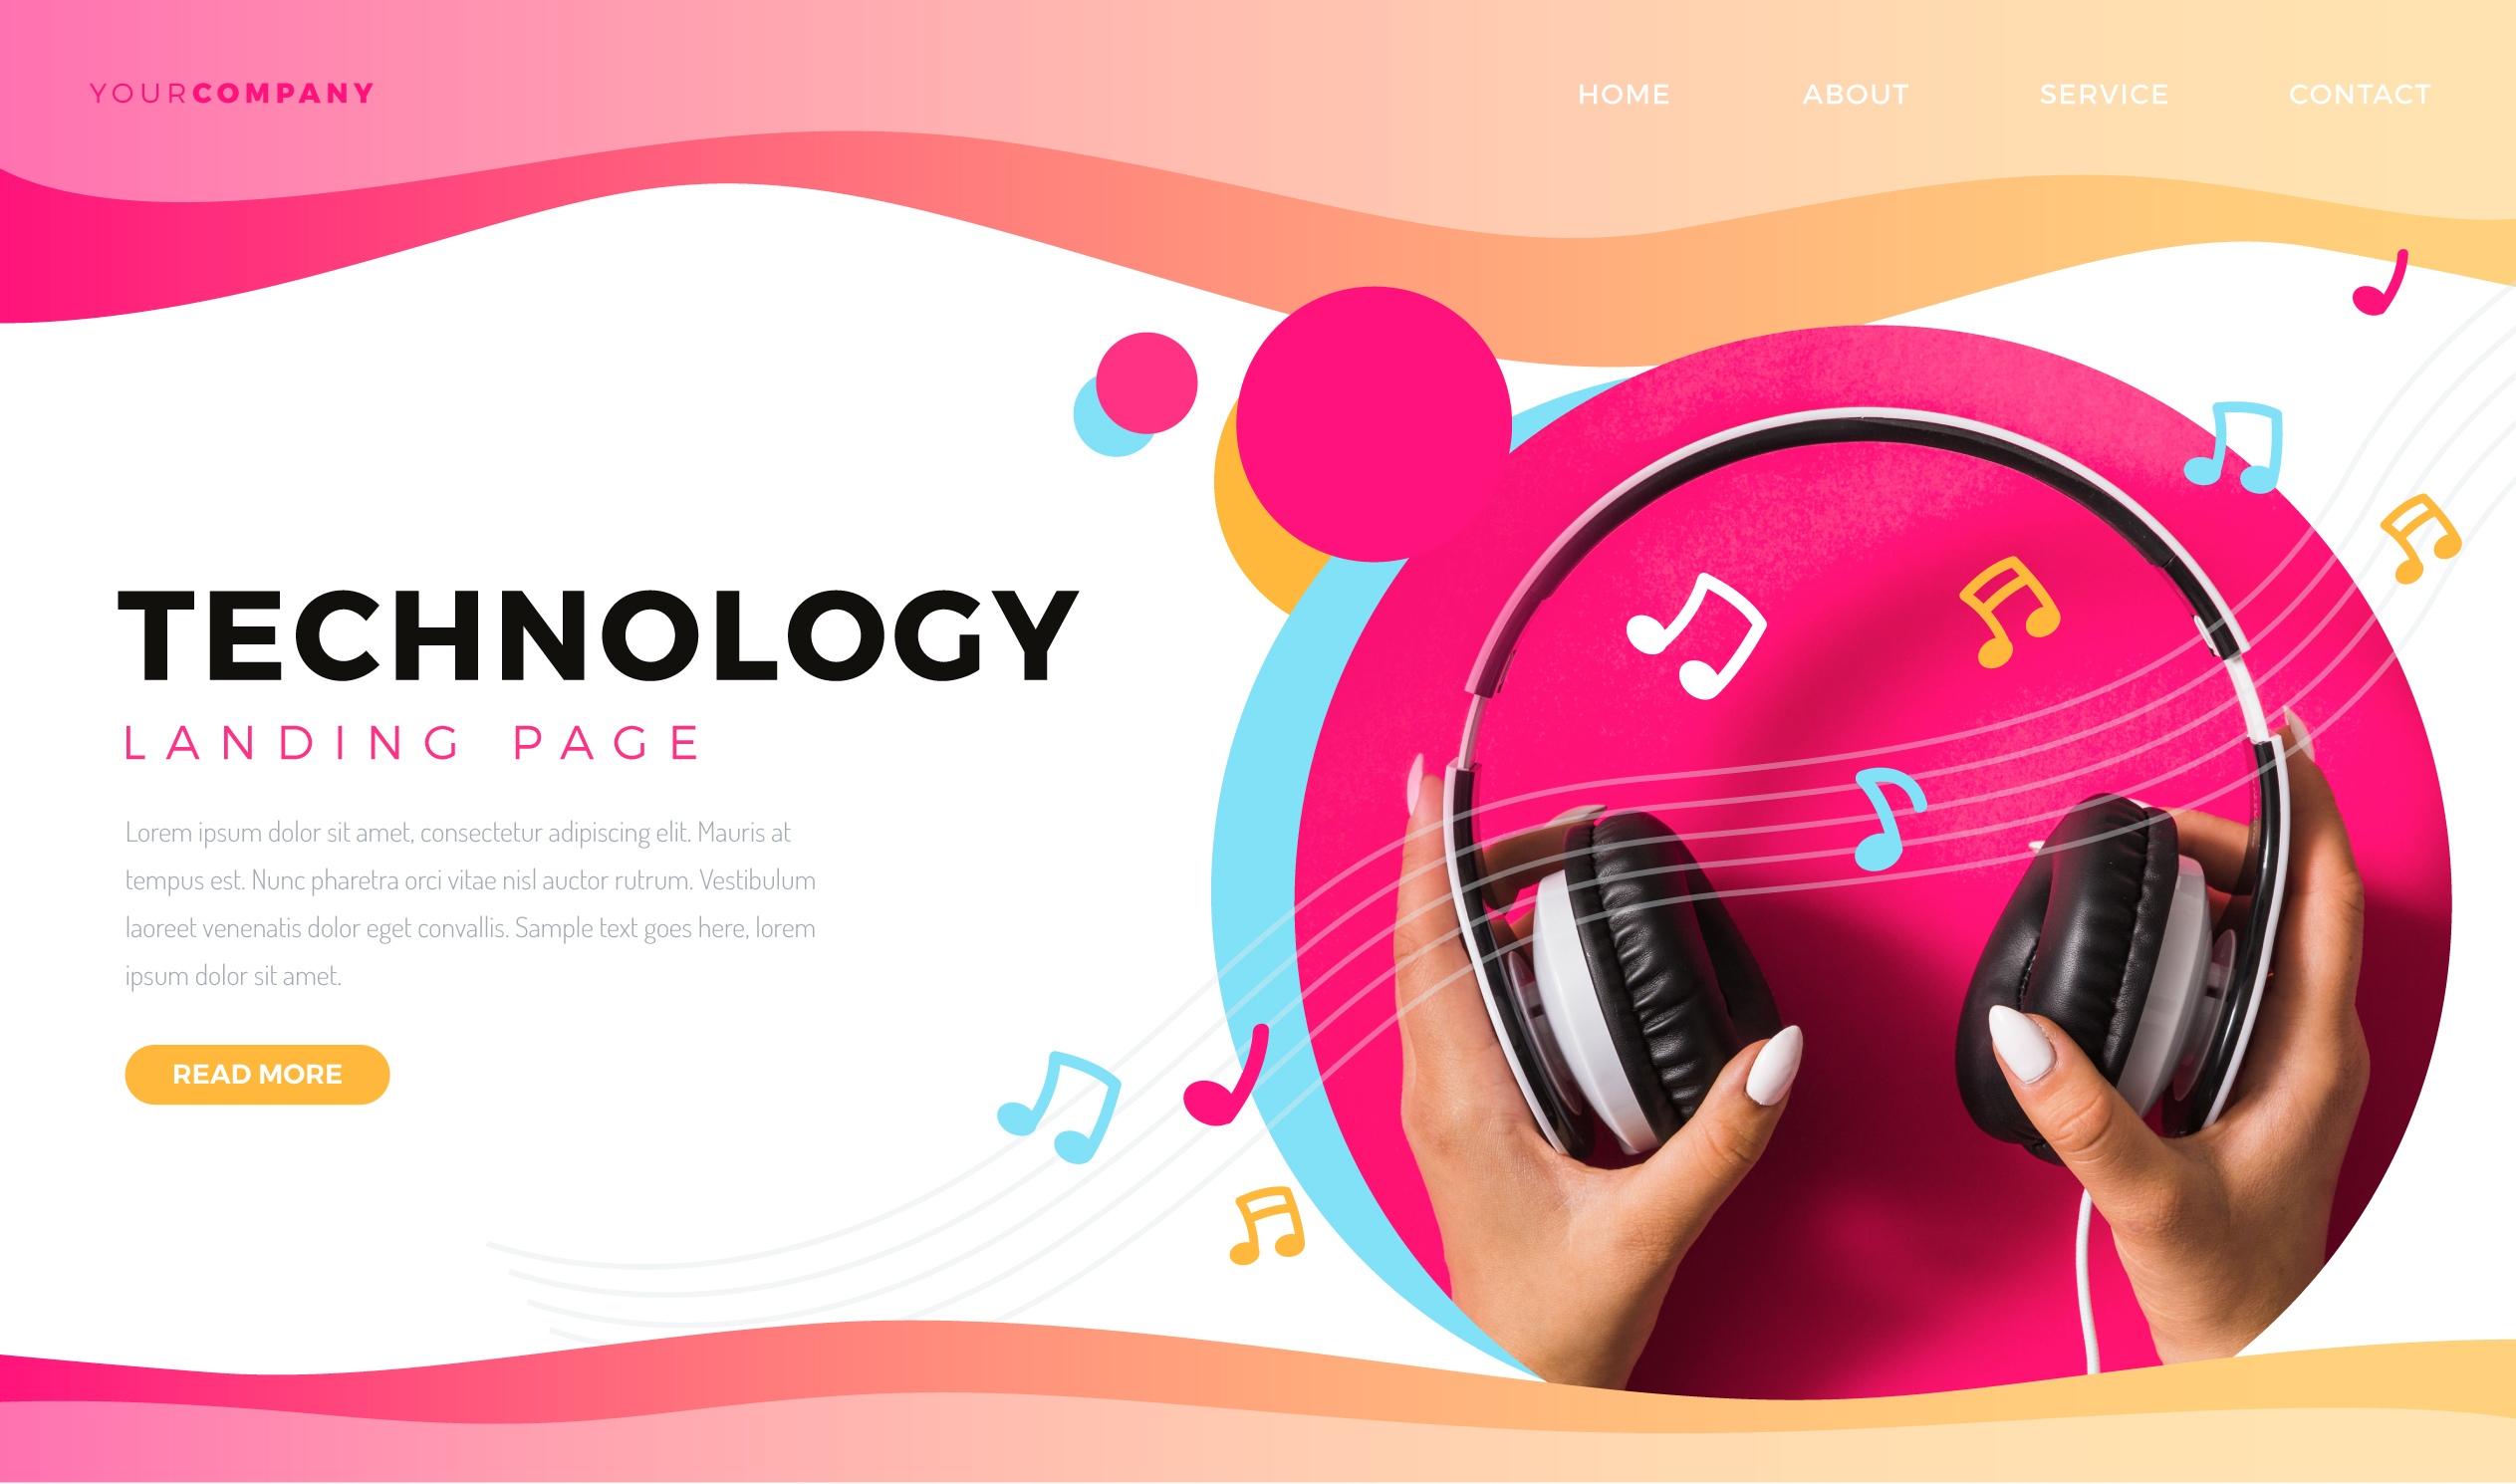 YOURCOMPANY
HOME ABOUT SERVICE CONTACT
TECHNOLOGY
LANDING PAGE
Lorem ipsum dolor sit amet, consectetur adipiscing elit. Mauris at
tempus est. Nunc pharetra orci vitae nisl auctor rutrum. Vestibulum
laoreet venenatis dolor eget convallis. Sample text goes here, lorem
ipsum dolor sit amet.
READ MORE